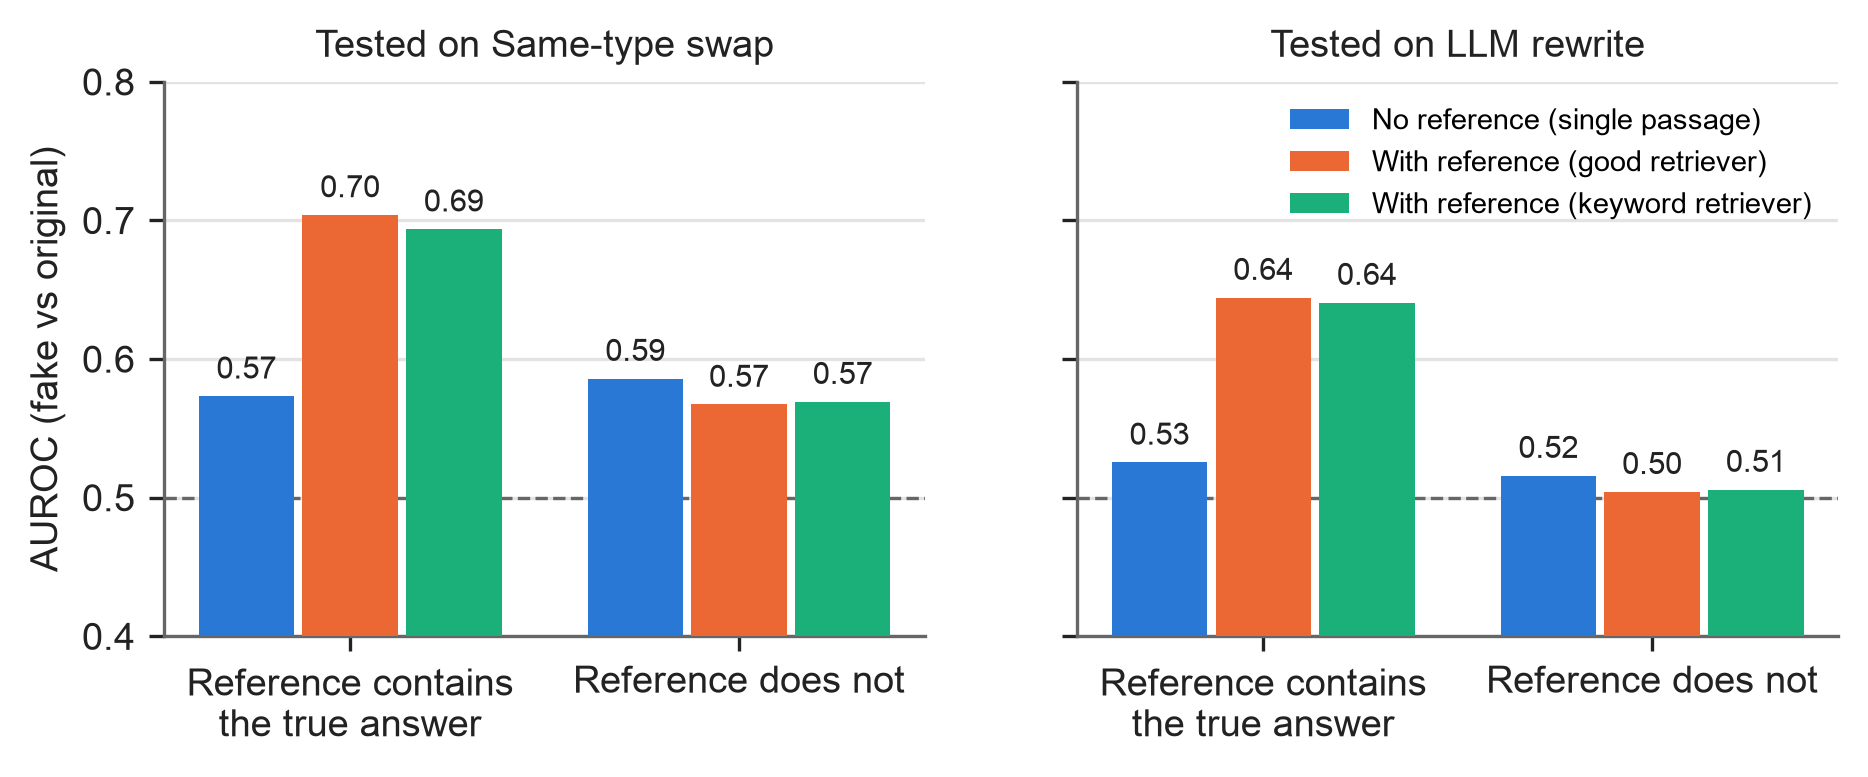 Tested on Same-type swap
Tested on LLM rewrite
AUROC (fake vs original)
0.8
0.7
0.6
0.5
0.4
No reference (single passage)
With reference (good retriever)
With reference (keyword retriever)
0.57
0.70
0.69
0.59
0.57
0.57
0.53
0.64
0.64
0.52
0.50
0.51
Reference contains
the true answer
Reference does not
Reference contains
the true answer
Reference does not